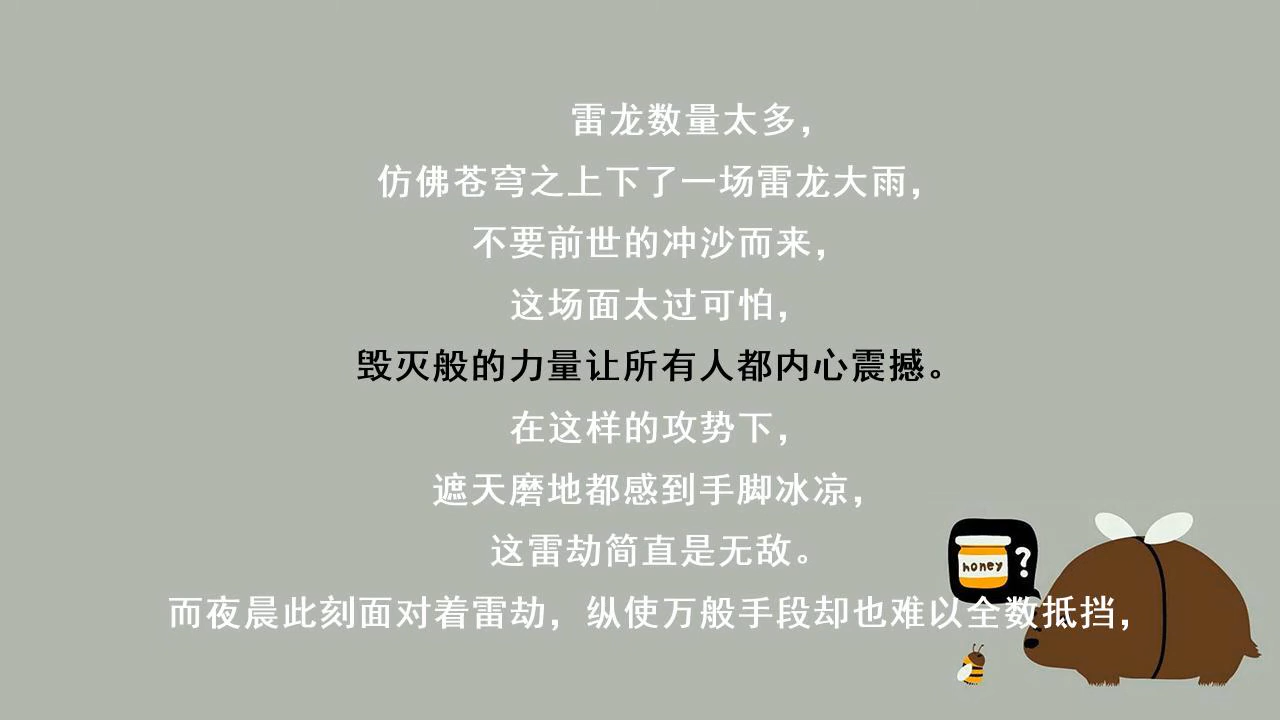 雷龙数量太多，
仿佛苍穹之上下了一场雷龙大雨，
不要前世的冲沙而来，
这场面太过可怕，
毁灭般的力量让所有人都内心震撼。
在这样的攻势下，
遮天磨地都感到手脚冰凉，
这雷劫简直是无敌。
honey ?
而夜晨此刻面对着雷劫，纵使万般手段却也难以全数抵挡，